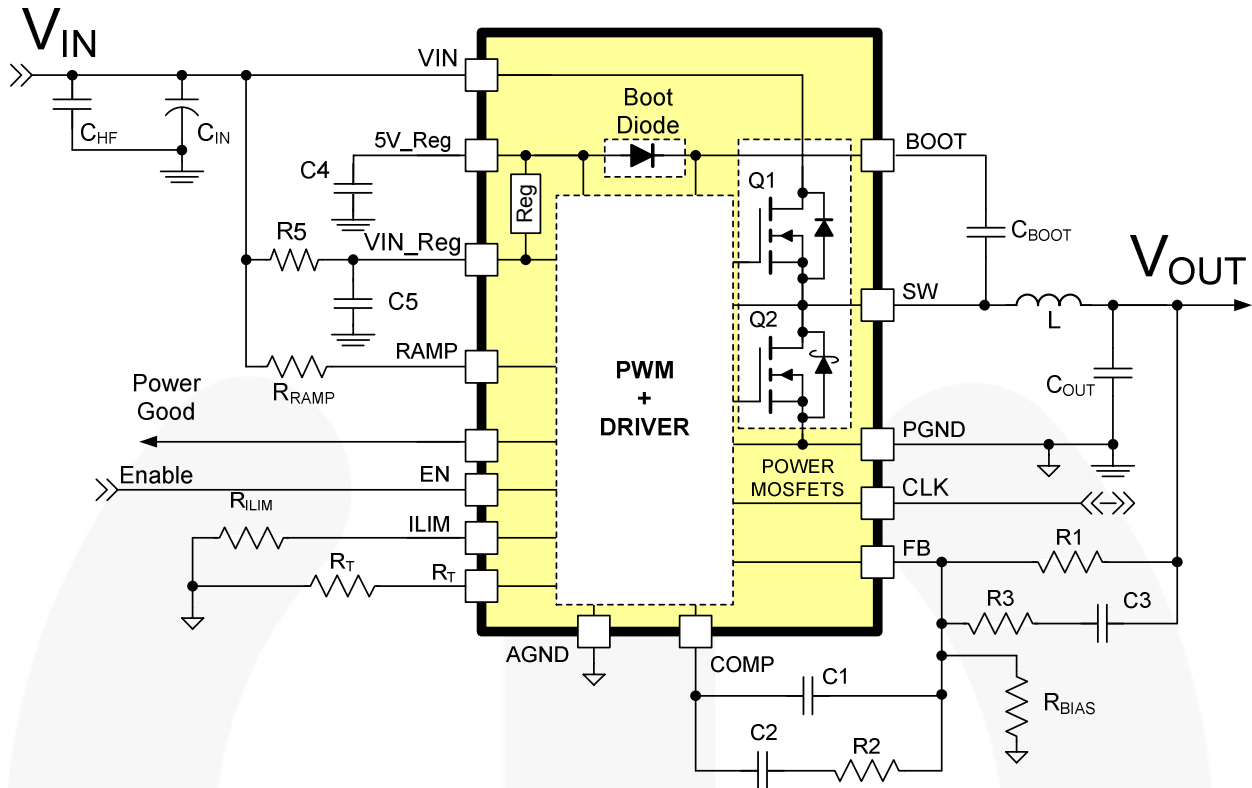 VIN
CHF
CIN
VIN
5V_Reg
C4
R5
VIN_Reg
C5
RAMP
RRAMP
Power
Good
Enable
EN
RILIM
ILIM
RT
RT
AGND
COMP
Boot
Diode
Reg
Q1
Q2
PWM
+
DRIVER
POWER
MOSFETS
BOOT
CBOOT
SW
L
VOUT
COUT
PGND
CLK
FB
R1
R3
C3
C1
RBIAS
C2
R2